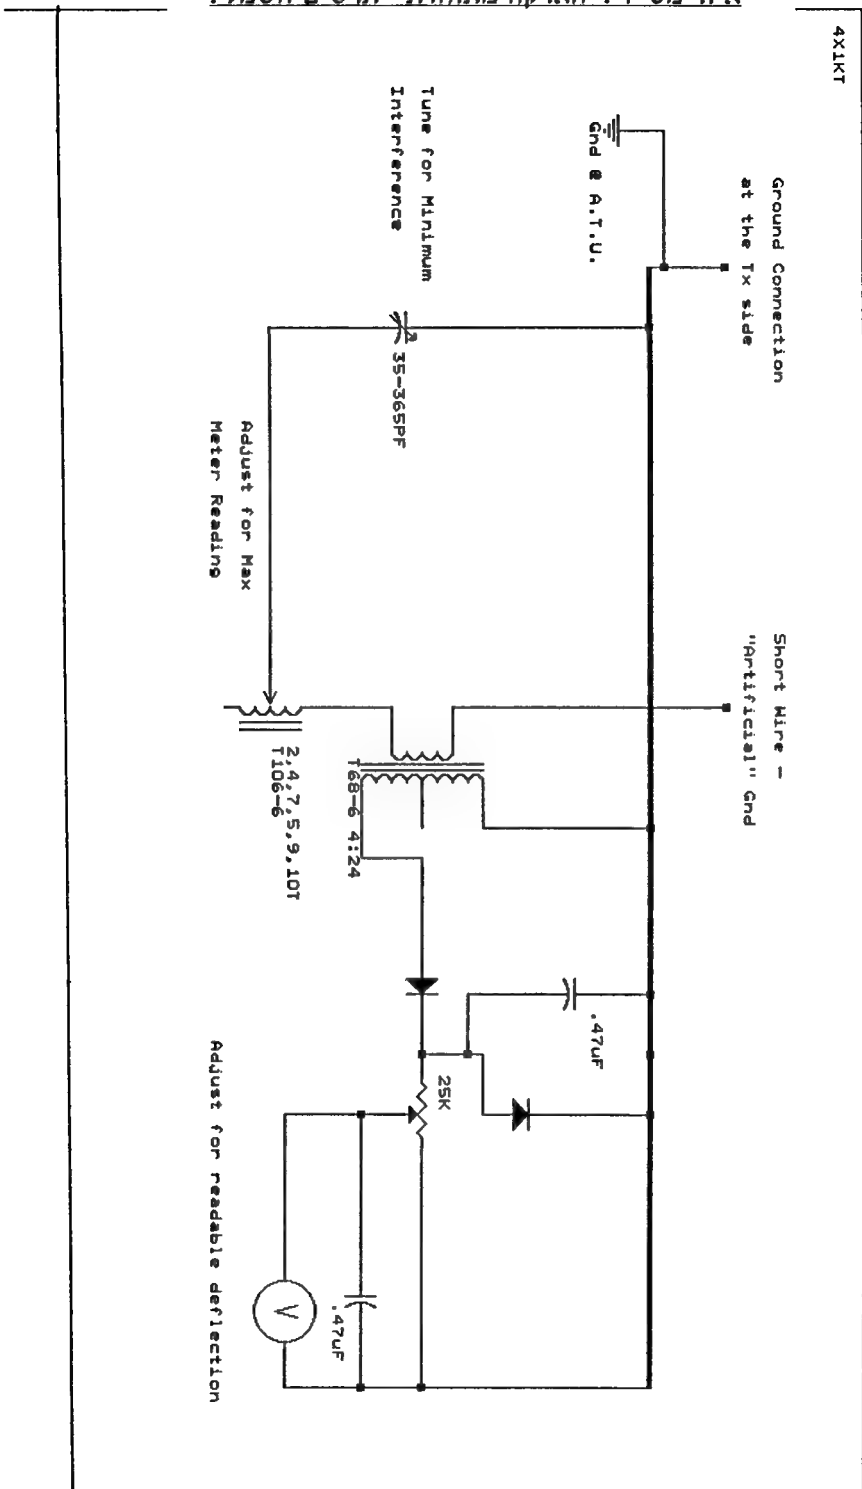 4X1KT
Ground Connection
at the Tx side
Short Wire -
"Artificial" Gnd
Gnd @ A.T.U.
Tune for Minimum
Interference
35-365PF
Adjust for Max
Meter Reading
T68-6 4:24
2,4,7,5,9,10T
T106-6
.47uF
25K
.47uF
V
Adjust for readable deflection